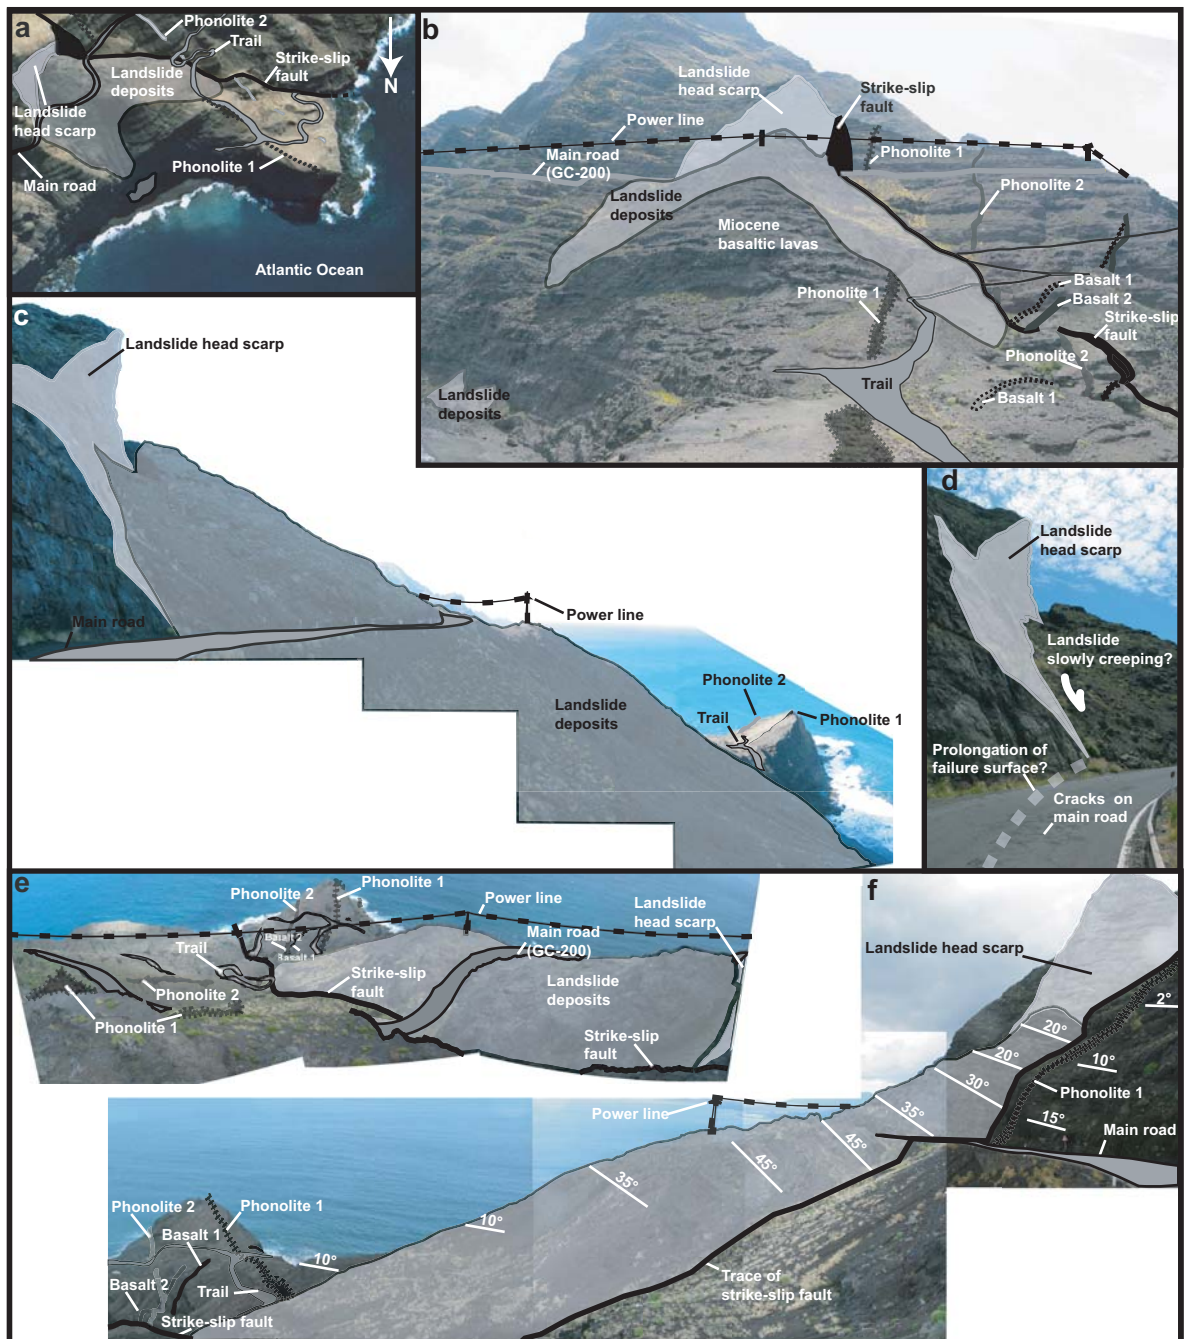 a
Phonolite 2
Trail
Strike-slip
fault
N
Landslide
deposits
Landslide
head scarp
Phonolite 1
Main road
Atlantic Ocean
b
Landslide
head scarp
Strike-slip
fault
Power line
Main road
(GC-200)
Phonolite 1
Phonolite 2
Landslide
deposits
Miocene
basaltic lavas
Phonolite 1
Basalt 1
Basalt 2
Strike-slip
fault
Phonolite 2
Trail
Basalt 1
Landslide
deposits
c
Landslide head scarp
Main road
Power line
Landslide
deposits
Phonolite 2
Trail
Phonolite 1
d
Landslide
head scarp
Landslide
slowly creeping?
Prolongation of
failure surface?
Cracks on
main road
e
Phonolite 2
Phonolite 1
Power line
Landslide
head scarp
Main road
(GC-200)
Trail
Basalt 2
Basalt 1
Strike-slip
fault
Landslide
deposits
Phonolite 2
Phonolite 1
Strike-slip
fault
f
Landslide head scarp
2°
20°
20°
10°
30°
Phonolite 1
35°
15°
Main road
Power line
45°
45°
35°
10°
10°
Phonolite 2
Phonolite 1
Basalt 1
Basalt 2
Trail
Strike-slip fault
Trace of
strike-slip fault